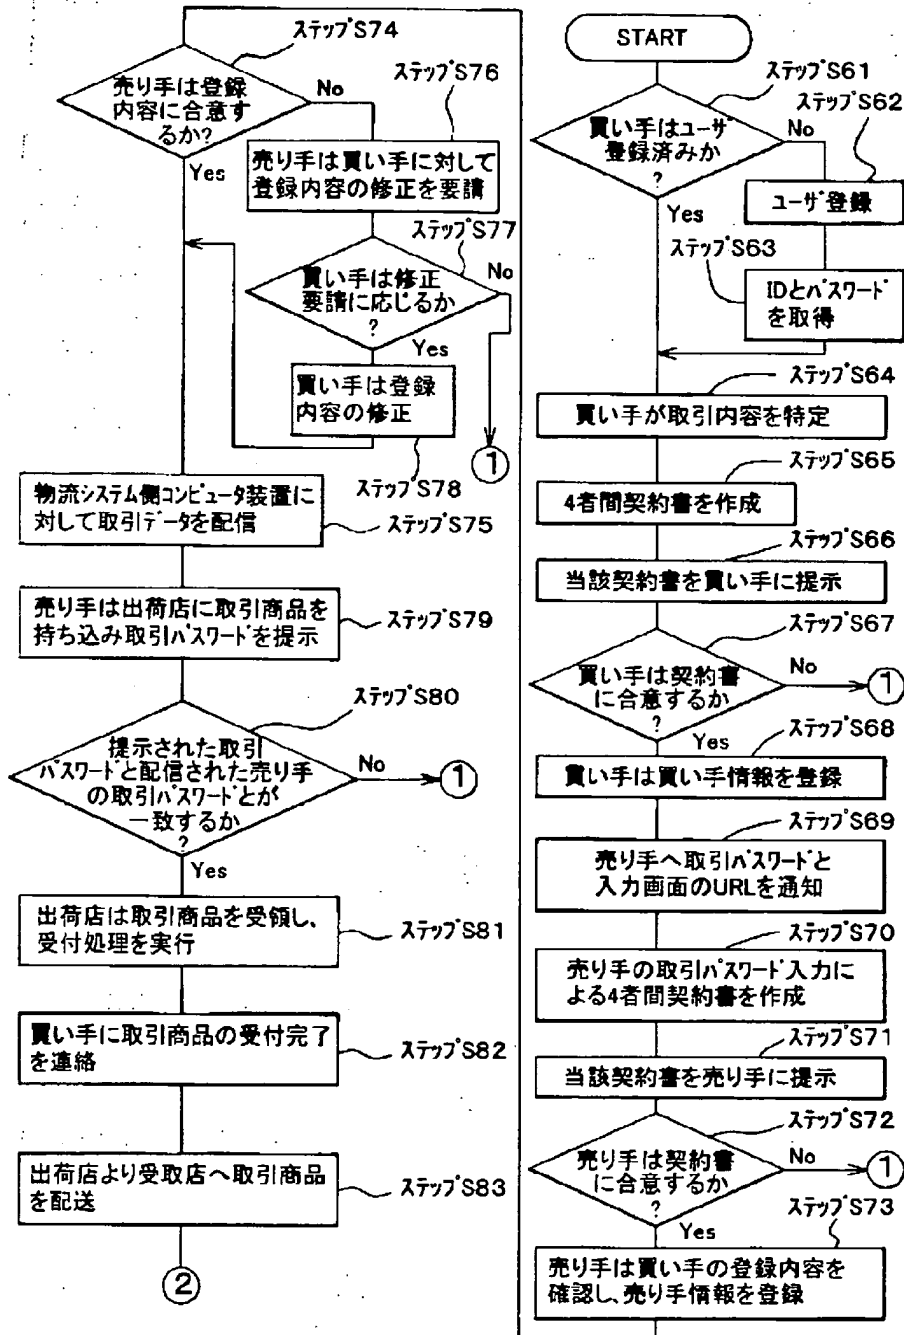 START
ステップS61
買い手はユーザ
登録済みか
?
No
Yes
ステップS62
ユーザ登録
ステップS63
IDとパスワード
を取得
ステップS64
買い手が取引内容を特定
ステップS65
4者間契約書を作成
ステップS66
当該契約書を買い手に提示
ステップS67
買い手は契約書
に合意するか
?
No
①
Yes
ステップS68
買い手は買い手情報を登録
ステップS69
売り手へ取引パスワードと
入力画面のURLを通知
ステップS70
売り手の取引パスワード入力に
よる4者間契約書を作成
ステップS71
当該契約書を売り手に提示
ステップS72
売り手は契約書
に合意するか
?
No
①
Yes
ステップS73
売り手は買い手の登録内容を
確認し、売り手情報を登録
ステップS74
売り手は登録
内容に合意す
るか?
No
Yes
ステップS76
売り手は買い手に対して
登録内容の修正を要請
ステップS77
買い手は修正
要請に応じるか
?
No
Yes
買い手は登録
内容の修正
ステップS78
①
物流システム側コンピュータ装置に
対して取引データを配信
ステップS75
売り手は出荷店に取引商品を
持ち込み取引パスワードを提示
ステップS79
ステップS80
提示された取引
パスワードと配信された売り手
の取引パスワードとが
一致するか
?
No
①
Yes
出荷店は取引商品を受領し、
受付処理を実行
ステップS81
買い手に取引商品の受付完了
を連絡
ステップS82
出荷店より受取店へ取引商品
を配送
ステップS83
②